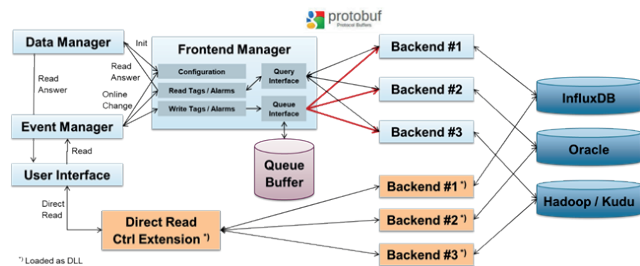 protobuf
Protocol Buffers
Data Manager
Init
Frontend Manager
Backend #1
Read
Answer
Configuration
Query
Interface
Read
Answer
Read Tags / Alarms
Online
Change
Write Tags / Alarms
Queue
Interface
Backend #2
InfluxDB
Event Manager
Backend #3
Oracle
Read
User Interface
Queue
Buffer
Direct
Read
Backend #1 *)
Hadoop / Kudu
Direct Read
Ctrl Extension *)
Backend #2 *)
Backend #3 *)
*) Loaded as DLL